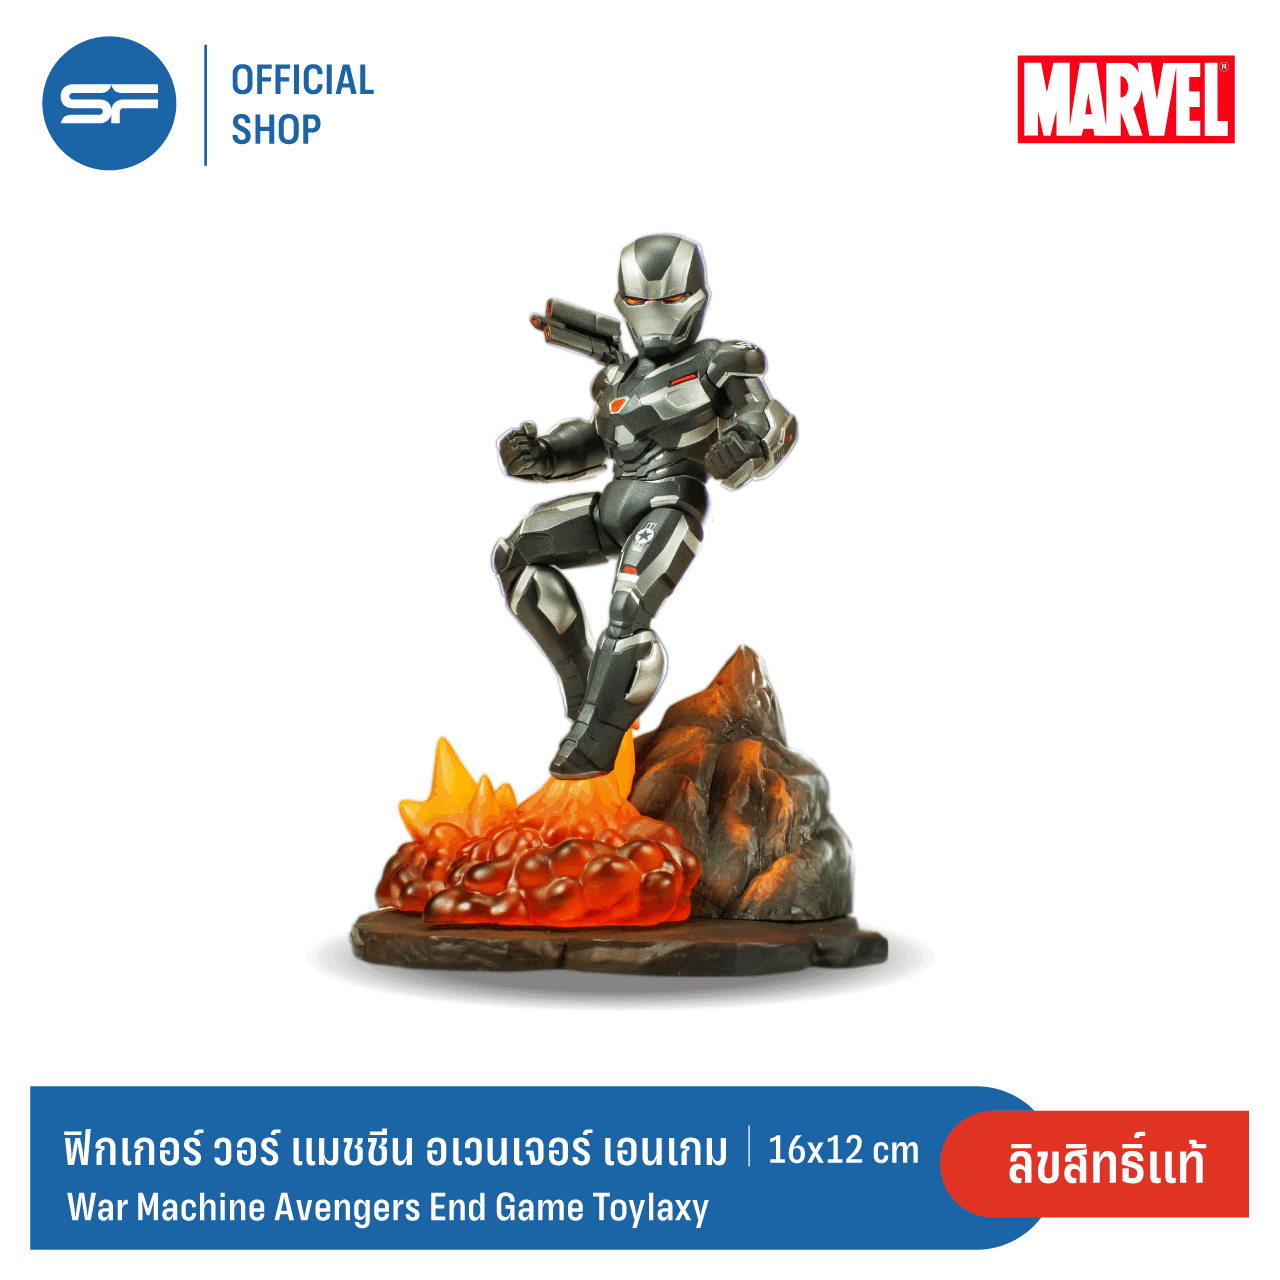 SF
OFFICIAL
SHOP
MARVEL®
ฟิกเกอร์ วอร์ แมชชีน อเวนเจอร์ เอนเกม | 16x12 cm
War Machine Avengers End Game Toylaxy
ลิขสิทธิ์แท้